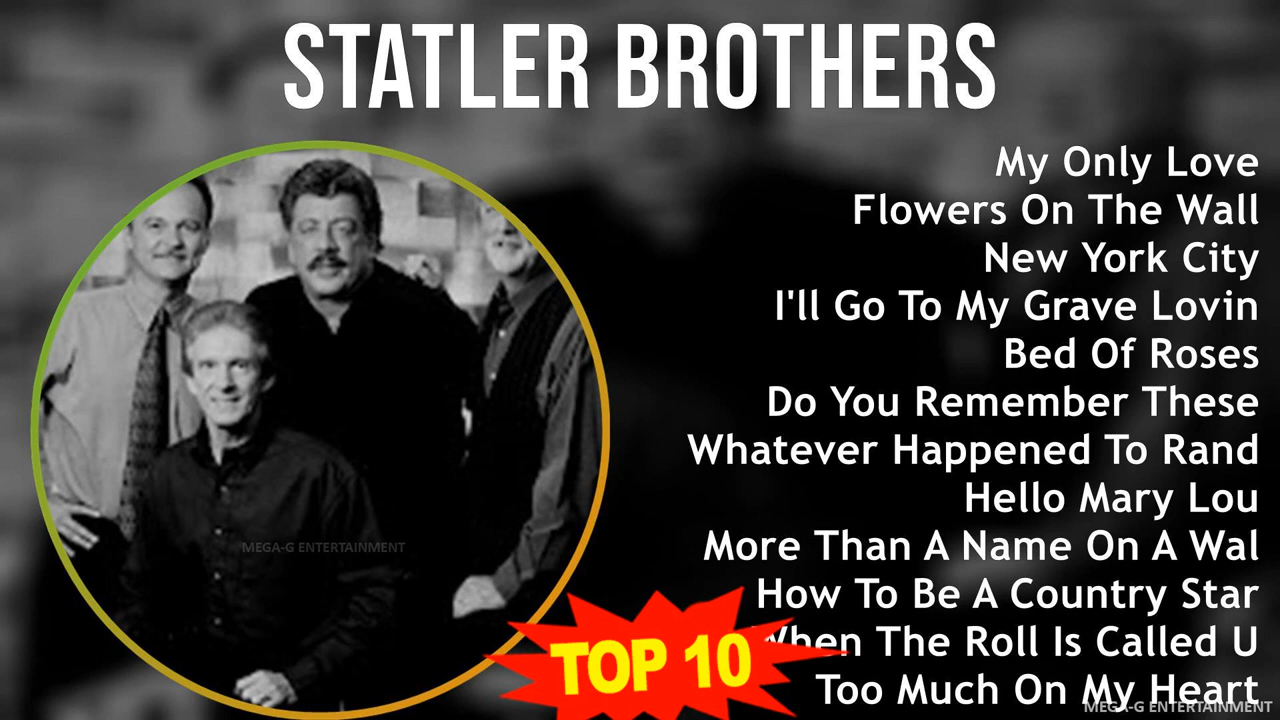 STATLER BROTHERS
My Only Love
Flowers On The Wall
New York City
I'll Go To My Grave Lovin
Bed Of Roses
Do You Remember These
Whatever Happened To Rand
Hello Mary Lou
More Than A Name On A Wal
How To Be A Country Star
When The Roll Is Called U
Too Much On My Heart
MEGA-G ENTERTAINMENT
TOP 10
MEGA-G ENTERTAINMENT